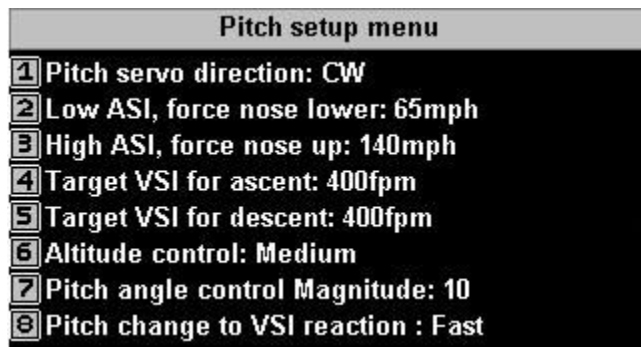 Pitch setup menu
1 Pitch servo direction: CW
2 Low ASI, force nose lower: 65mph
3 High ASI, force nose up: 140mph
4 Target VSI for ascent: 400fpm
5 Target VSI for descent: 400fpm
6 Altitude control: Medium
7 Pitch angle control Magnitude: 10
8 Pitch change to VSI reaction : Fast